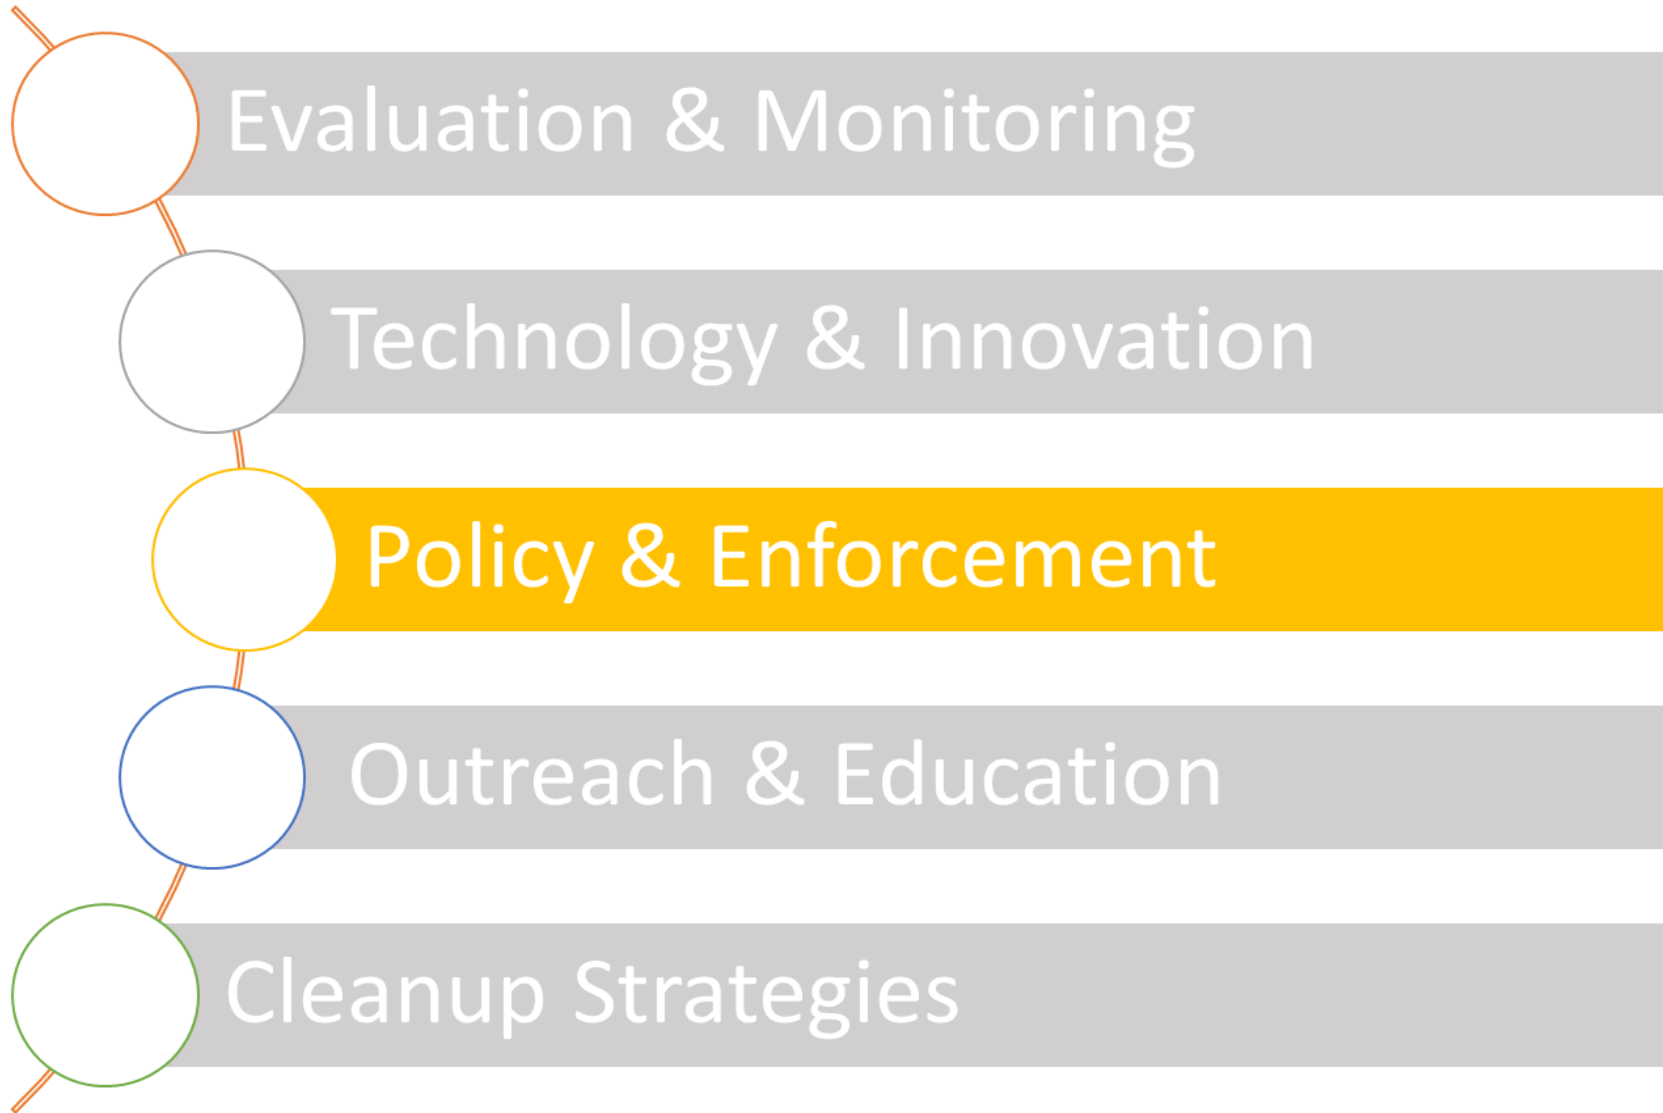 Evaluation & Monitoring
Technology & Innovation
Policy & Enforcement
Outreach & Education
Cleanup Strategies